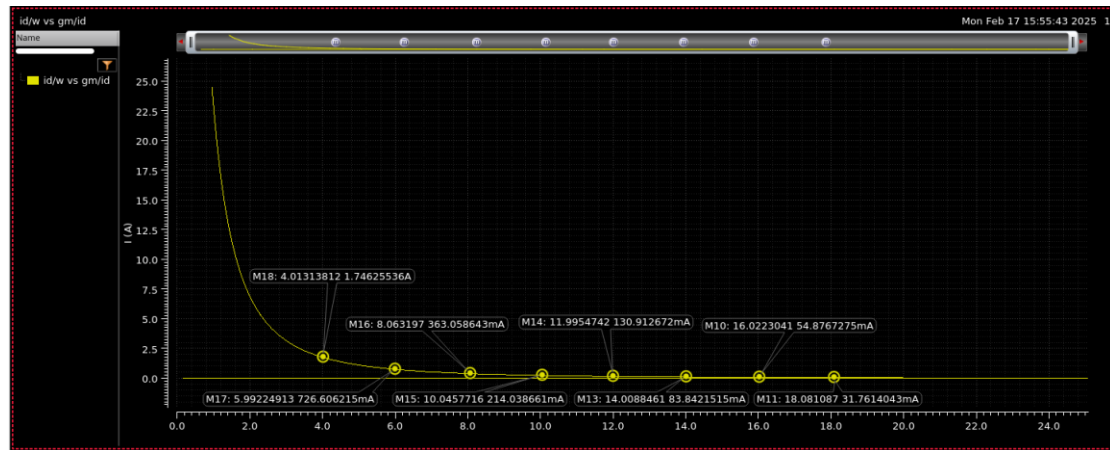 id/w vs gm/id
Mon Feb 17 15:55:43 2025 1
Name
id/w vs gm/id
I (A)
25.0
22.5
20.0
17.5
15.0
12.5
10.0
7.5
5.0
2.5
0.0
M18: 4.01313812 1.74625536A
M16: 8.063197 363.058643mA
M14: 11.9954742 130.912672mA
M10: 16.0223041 54.8767275mA
M17: 5.99224913 726.606215mA
M15: 10.0457716 214.038661mA
M13: 14.0088461 83.8421515mA
M11: 18.081087 31.7614043mA
0.0 2.0 4.0 6.0 8.0 10.0 12.0 14.0 16.0 18.0 20.0 22.0 24.0